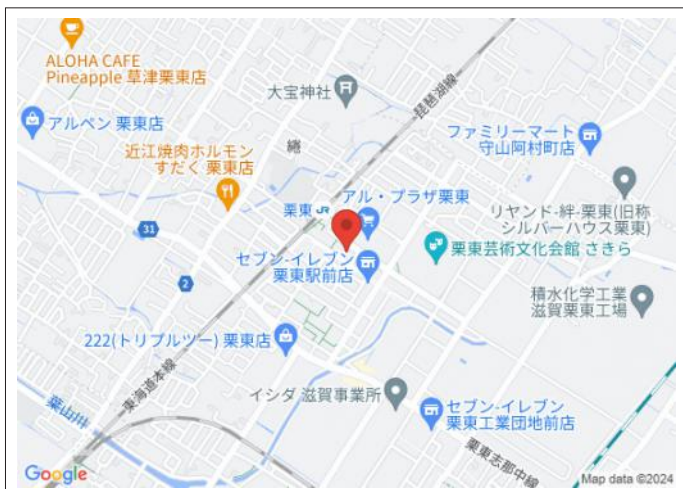 ALOHA CAFE
Pineapple 草津栗東店
大宝神社
琵琶湖線
アルペン 栗東店
ファミリーマート
守山阿村町店
近江焼肉ホルモン
すだく 栗東店
綣
栗東 JR
アル・プラザ栗東
リヤンド-絆-栗東(旧称
シルバーハウス栗東)
31
セブン-イレブン
栗東駅前店
栗東芸術文化会館 さきら
2
積水化学工業
滋賀栗東工場
222(トリプルツー) 栗東店
東海道本線
イシダ 滋賀事業所
葉山川
セブン-イレブン
栗東工業団地前店
栗東志那中線
Google
Map data ©2024